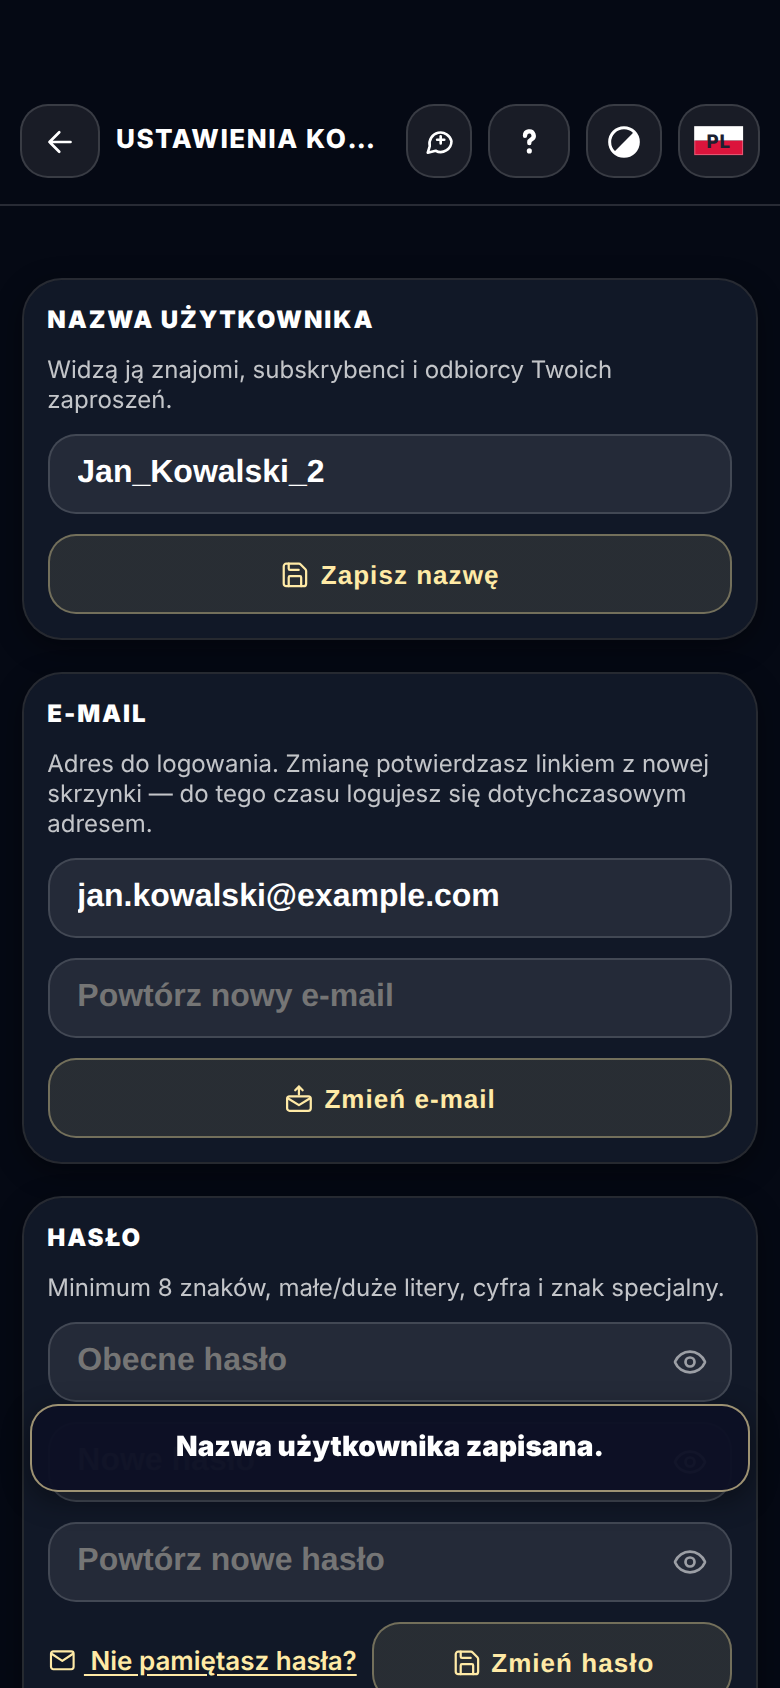 USTAWIENIA KO...
?
PL
NAZWA UŻYTKOWNIKA
Widzą ją znajomi, subskrybenci i odbiorcy Twoich
zaproszeń.
Jan_Kowalski_2
Zapisz nazwę
E-MAIL
Adres do logowania. Zmianę potwierdzasz linkiem z nowej
skrzynki — do tego czasu logujesz się dotychczasowym
adresem.
jan.kowalski@example.com
Powtórz nowy e-mail
Zmień e-mail
HASŁO
Minimum 8 znaków, małe/duże litery, cyfra i znak specjalny.
Obecne hasło
Nowe hasło
Nazwa użytkownika zapisana.
Powtórz nowe hasło
Nie pamiętasz hasła?
Zmień hasło